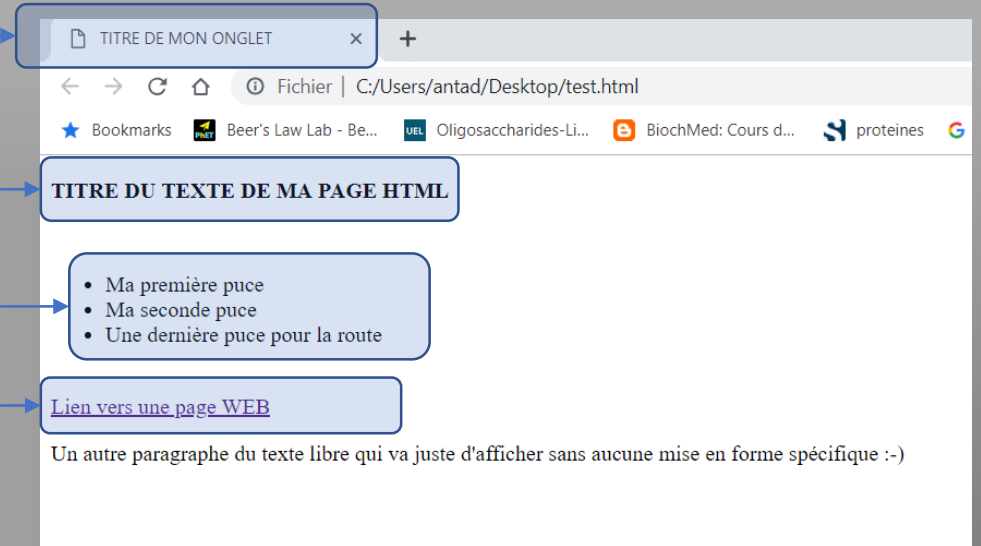 TITRE DE MON ONGLET
Fichier | C:/Users/antad/Desktop/test.html
Bookmarks PhET Beer's Law Lab - Be... UEL Oligosaccharides-Li... BiochMed: Cours d... proteines
TITRE DU TEXTE DE MA PAGE HTML
Ma première puce
Ma seconde puce
Une dernière puce pour la route
Lien vers une page WEB
Un autre paragraphe du texte libre qui va juste d'afficher sans aucune mise en forme spécifique :-)